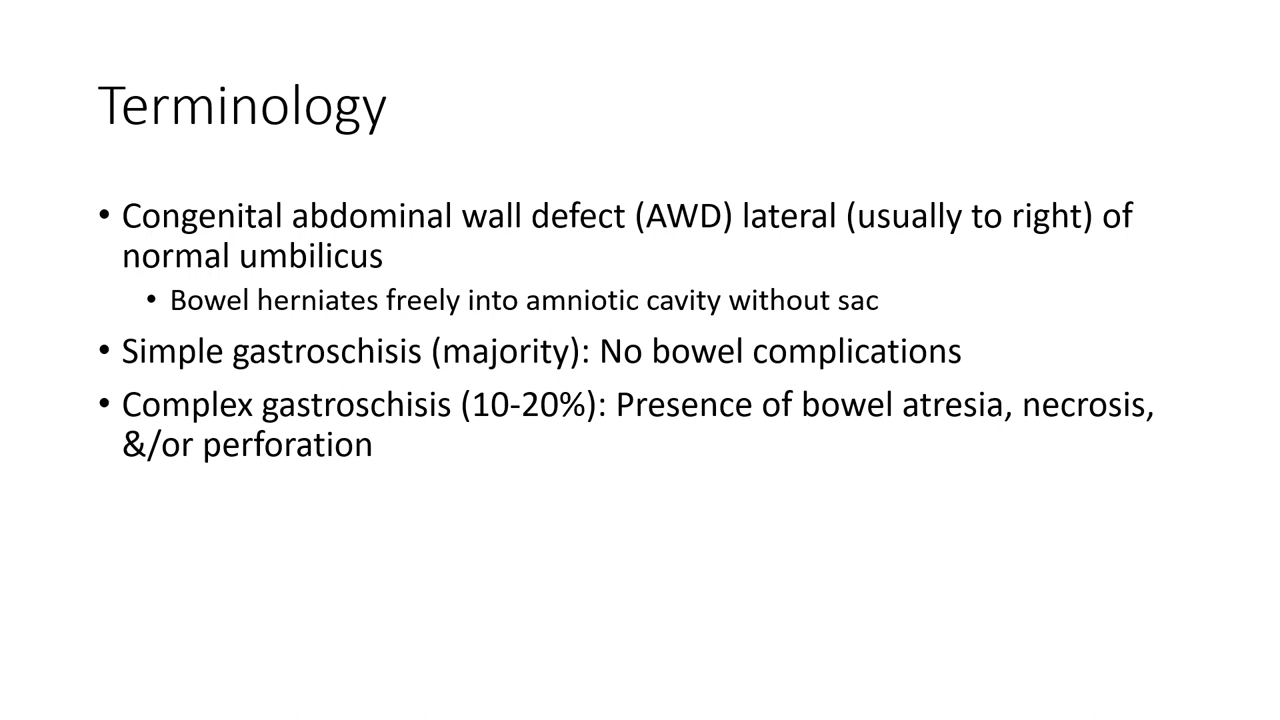 Terminology
• Congenital abdominal wall defect (AWD) lateral (usually to right) of
normal umbilicus
• Bowel herniates freely into amniotic cavity without sac
• Simple gastroschisis (majority): No bowel complications
• Complex gastroschisis (10-20%): Presence of bowel atresia, necrosis,
&/or perforation